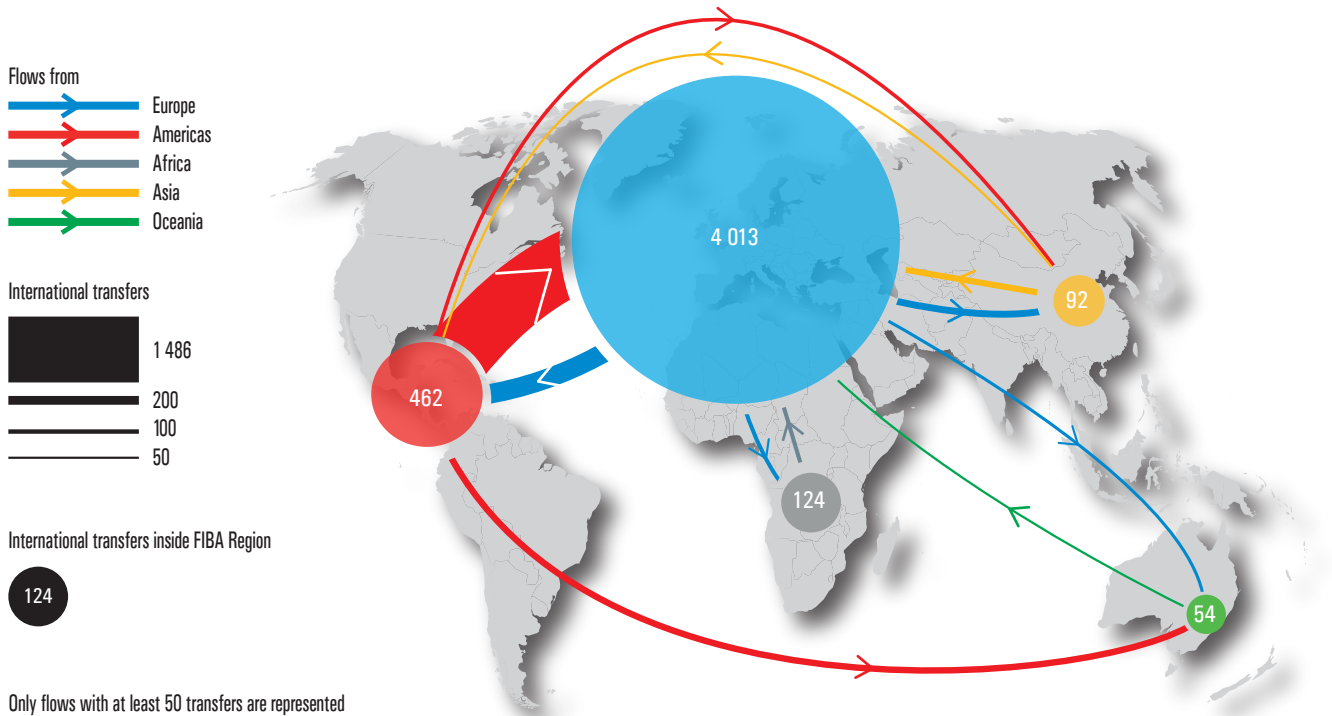 Flows from
Europe
Americas
Africa
Asia
Oceania
International transfers
1 486
200
100
50
International transfers inside FIBA Region
124
Only flows with at least 50 transfers are represented
4 013
92
462
124
54